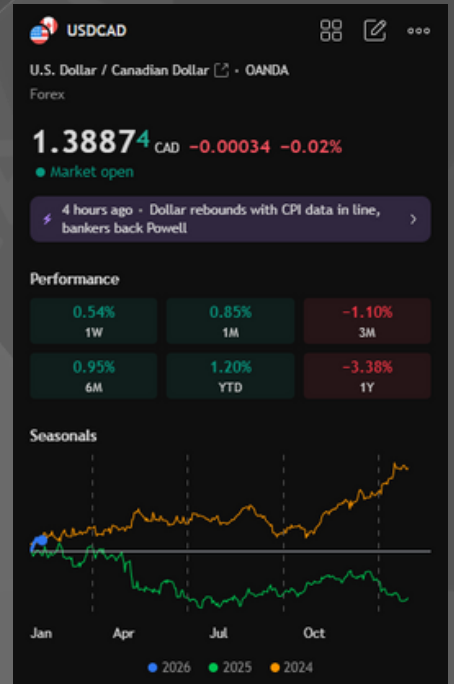 USDCAD
U.S. Dollar / Canadian Dollar · OANDA
Forex
1.38874 CAD −0.00034 −0.02%
Market open
4 hours ago · Dollar rebounds with CPI data in line,
bankers back Powell
Performance
0.54% 0.85% −1.10%
1W 1M 3M
0.95% 1.20% −3.38%
6M YTD 1Y
Seasonals
Jan Apr Jul Oct
2026 2025 2024